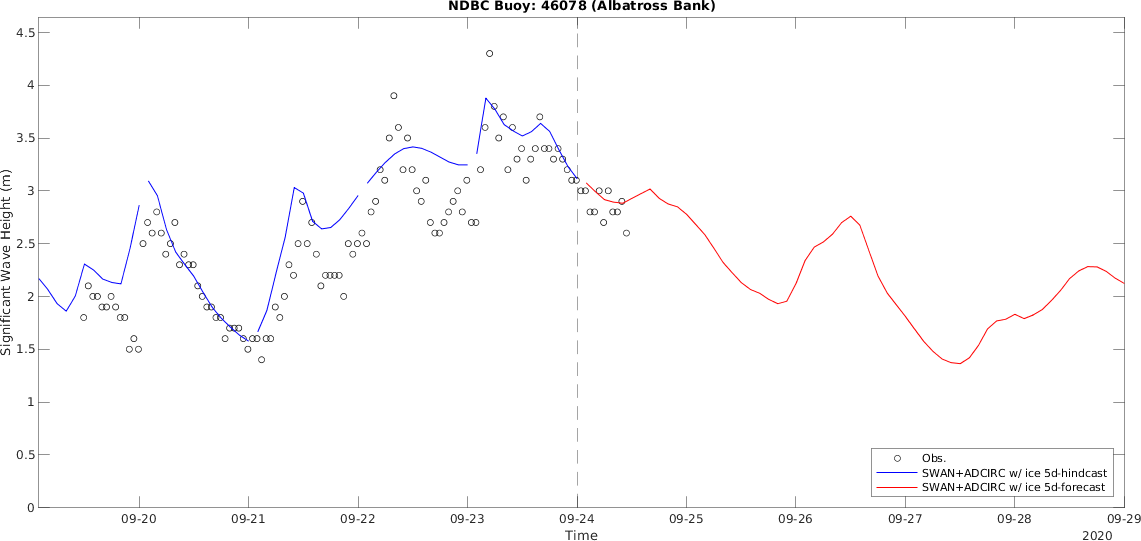 NDBC Buoy: 46078 (Albatross Bank)
Significant Wave Height (m)
4.5
4
3.5
3
2.5
2
1.5
1
0.5
0
09-20 09-21 09-22 09-23 09-24 09-25 09-26 09-27 09-28 09-29
Time
2020
Obs.
SWAN+ADCIRC w/ ice 5d-hindcast
SWAN+ADCIRC w/ ice 5d-forecast